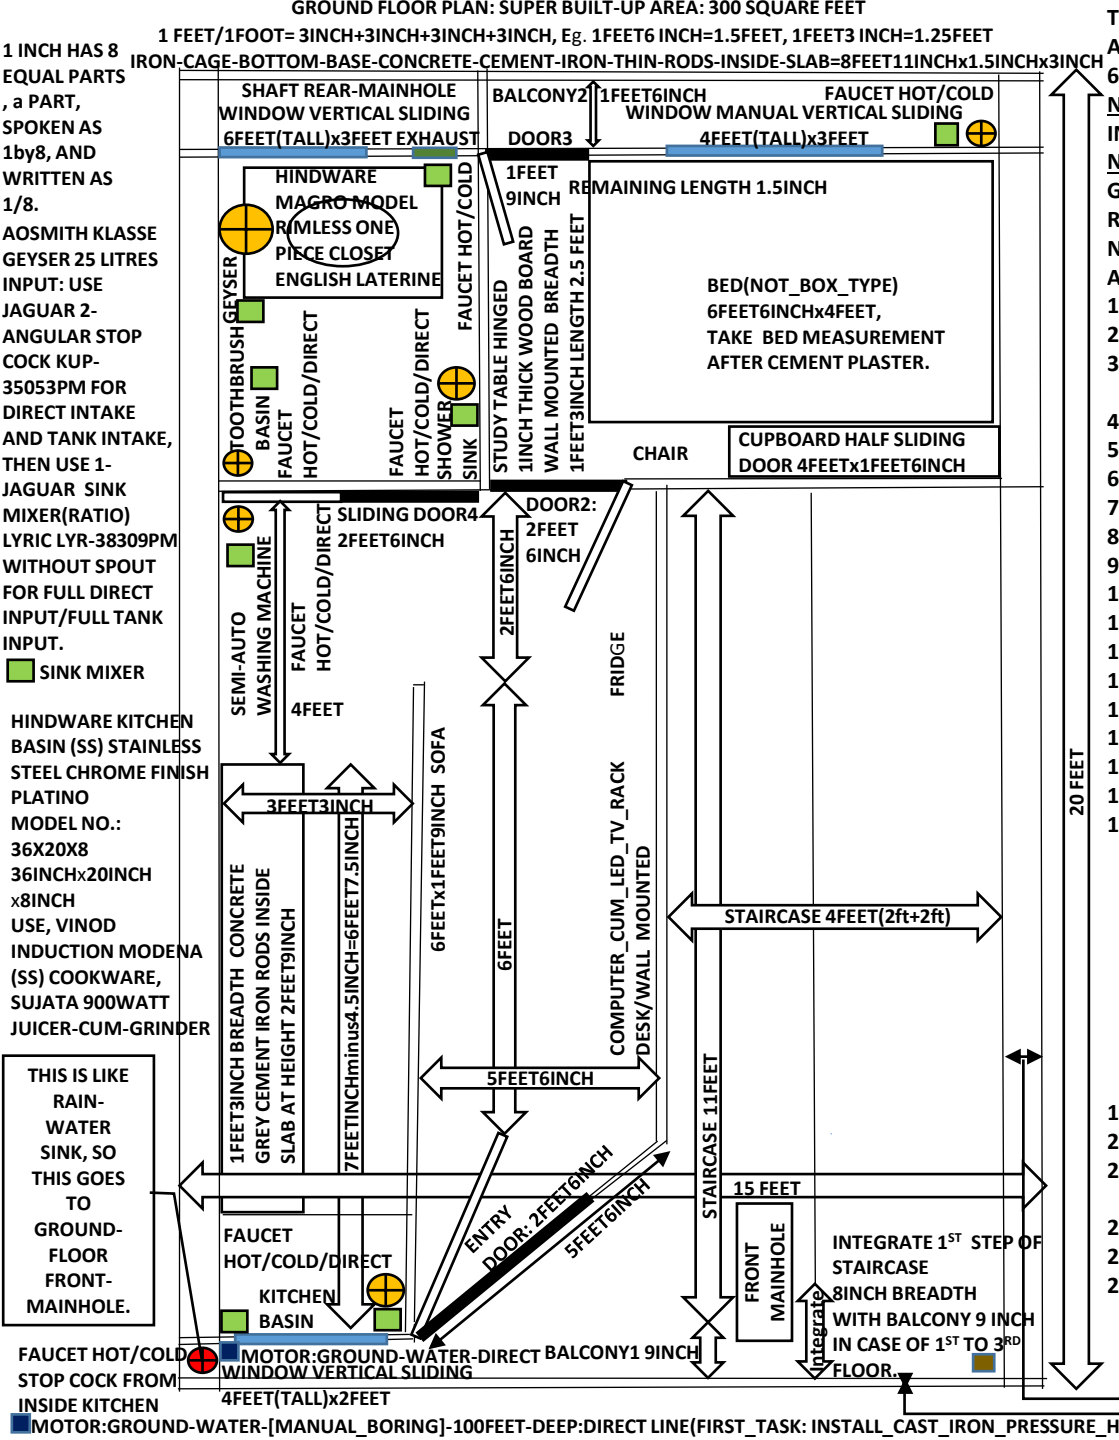 GROUND FLOOR PLAN: SUPER BUILT-UP AREA: 300 SQUARE FEET
1 FEET/1FOOT= 3INCH+3INCH+3INCH+3INCH, Eg. 1FEET6 INCH=1.5FEET, 1FEET3 INCH=1.25FEET
IRON-CAGE-BOTTOM-BASE-CONCRETE-CEMENT-IRON-THIN-RODS-INSIDE-SLAB=8FEET11INCHx1.5INCHx3INCH
1 INCH HAS 8
EQUAL PARTS
, a PART,
SPOKEN AS
1by8, AND
WRITTEN AS
1/8.
AOSMITH KLASSE
GEYSER 25 LITRES
INPUT: USE
JAGUAR 2-
ANGULAR STOP
COCK KUP-
35053PM FOR
DIRECT INTAKE
AND TANK INTAKE,
THEN USE 1-
JAGUAR SINK
MIXER(RATIO)
LYRIC LYR-38309PM
WITHOUT SPOUT
FOR FULL DIRECT
INPUT/FULL TANK
INPUT.
SINK MIXER
HINDWARE KITCHEN
BASIN (SS) STAINLESS
STEEL CHROME FINISH
PLATINO
MODEL NO.:
36X20X8
36INCHx20INCH
x8INCH
USE, VINOD
INDUCTION MODENA
(SS) COOKWARE,
SUJATA 900WATT
JUICER-CUM-GRINDER
THIS IS LIKE
RAIN-
WATER
SINK, SO
THIS GOES
TO
GROUND-
FLOOR
FRONT-
MAINHOLE.
FAUCET HOT/COLD
STOP COCK FROM
INSIDE KITCHEN
SHAFT REAR-MAINHOLE
WINDOW VERTICAL SLIDING
6FEET(TALL)x3FEET EXHAUST
BALCONY2 1FEET6INCH
DOOR3
FAUCET HOT/COLD
WINDOW MANUAL VERTICAL SLIDING
4FEET(TALL)x3FEET
HINDWARE
MAGRO MODEL
RIMLESS ONE
PIECE CLOSET
ENGLISH LATERINE
FAUCET HOT/COLD
1FEET
9INCH
REMAINING LENGTH 1.5INCH
BED(NOT_BOX_TYPE)
6FEET6INCHx4FEET,
TAKE BED MEASUREMENT
AFTER CEMENT PLASTER.
GEYSER
TOOTHBRUSH
BASIN
FAUCET
HOT/COLD/DIRECT
FAUCET
HOT/COLD/DIRECT
SHOWER
SINK
STUDY TABLE HINGED
1INCH THICK WOOD BOARD
WALL MOUNTED BREADTH
1FEET3INCH LENGTH 2.5 FEET
CHAIR
CUPBOARD HALF SLIDING
DOOR 4FEETx1FEET6INCH
SLIDING DOOR4
2FEET6INCH
DOOR2:
2FEET
6INCH
2FEET6INCH
SEMI-AUTO
WASHING MACHINE
FAUCET
HOT/COLD/DIRECT
4FEET
FRIDGE
3FEET3INCH
6FEETx1FEET9INCH SOFA
6FEET
COMPUTER_CUM_LED_TV_RACK
DESK/WALL MOUNTED
STAIRCASE 4FEET(2ft+2ft)
20 FEET
1FEET3INCH BREADTH CONCRETE
GREY CEMENT IRON RODS INSIDE
SLAB AT HEIGHT 2FEET9INCH
7FEETINCHminus4.5INCH=6FEET7.5INCH
5FEET6INCH
STAIRCASE 11FEET
15 FEET
ENTRY
DOOR: 2FEET6INCH
5FEET6INCH
FAUCET
HOT/COLD/DIRECT
KITCHEN
BASIN
FRONT
MAINHOLE
Integrate
INTEGRATE 1ST STEP OF
STAIRCASE
8INCH BREADTH
WITH BALCONY 9 INCH
IN CASE OF 1ST TO 3RD
FLOOR.
MOTOR:GROUND-WATER-DIRECT
BALCONY1 9INCH
WINDOW VERTICAL SLIDING
4FEET(TALL)x2FEET
MOTOR:GROUND-WATER-[MANUAL_BORING]-100FEET-DEEP:DIRECT LINE(FIRST_TASK: INSTALL_CAST_IRON_PRESSURE_H